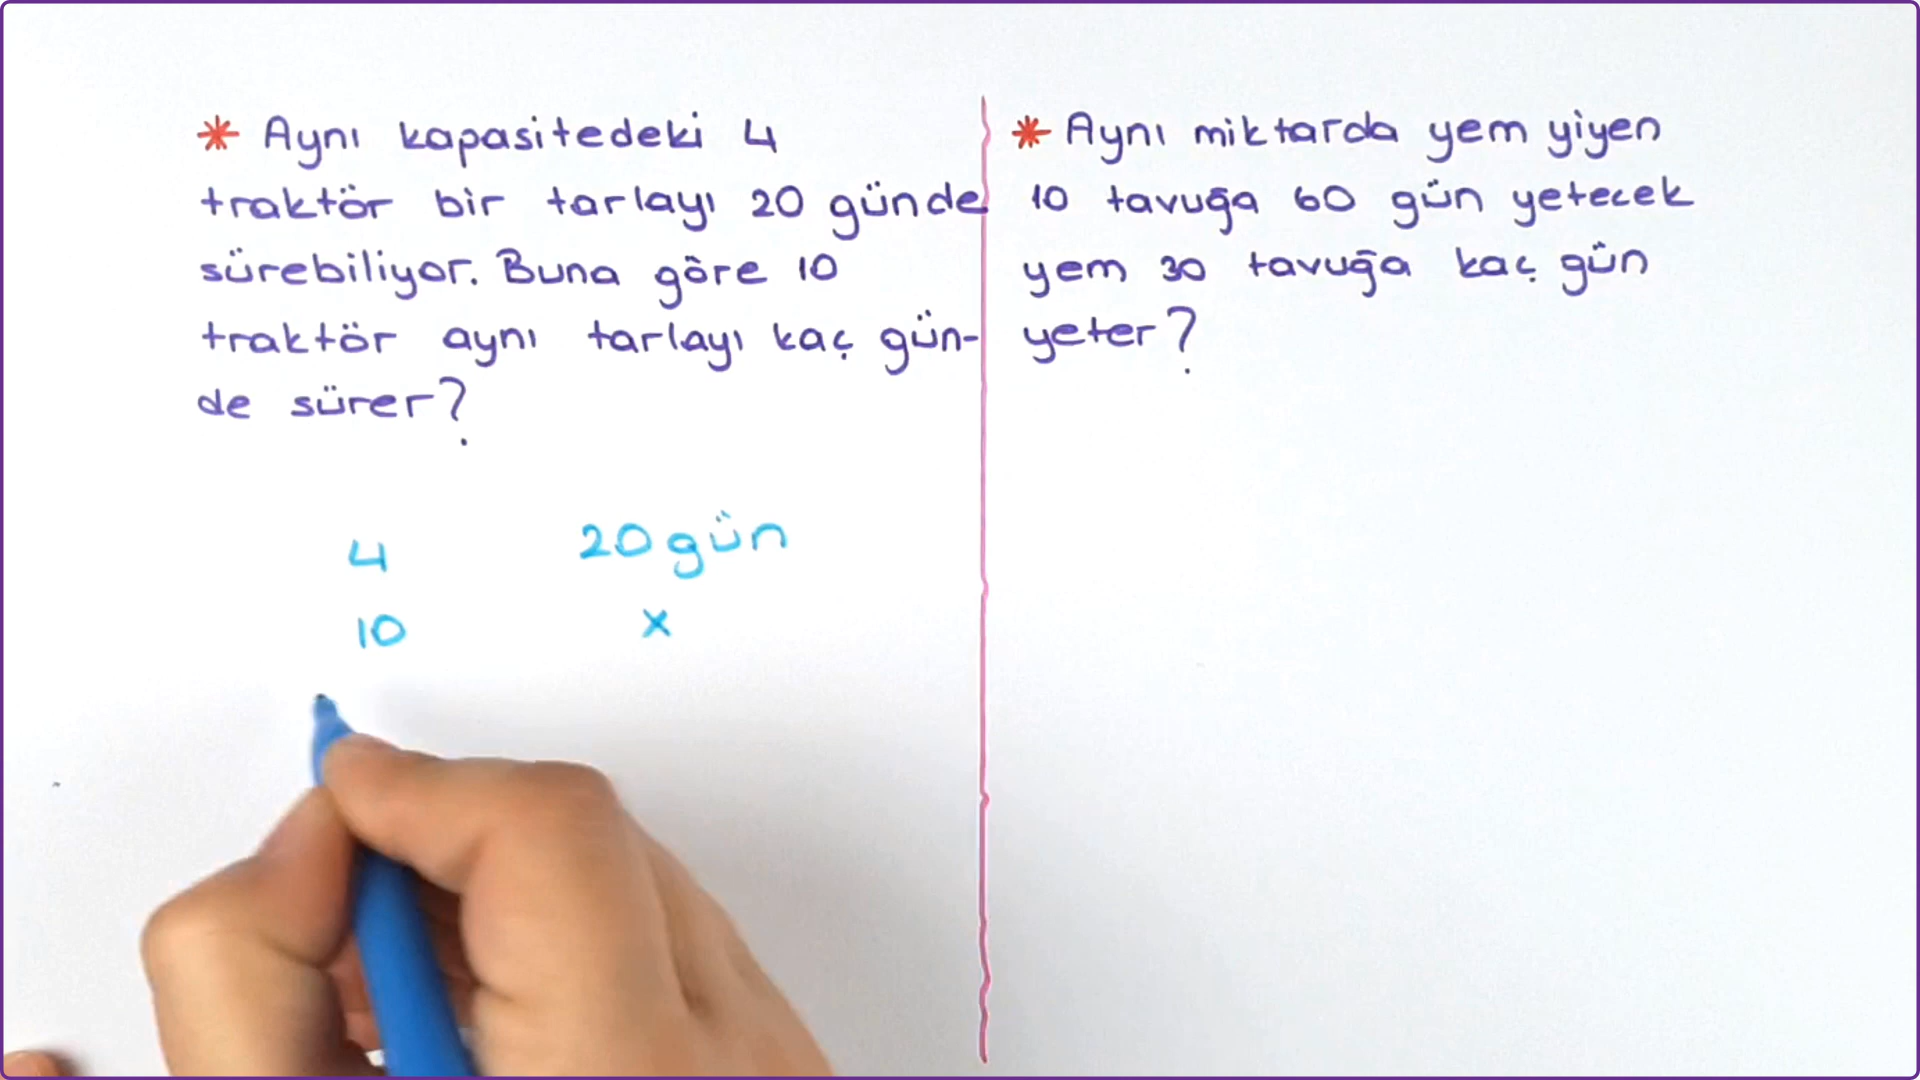 * Aynı kapasitedeki 4
traktör bir tarlayı 20 günde
sürebiliyor. Buna göre 10
traktör aynı tarlayı kaç gün-
de sürer?
4 20 gün
10 x
* Aynı miktarda yem yiyen
10 tavuğa 60 gün yetecek
yem 30 tavuğa kaç gün
yeter?